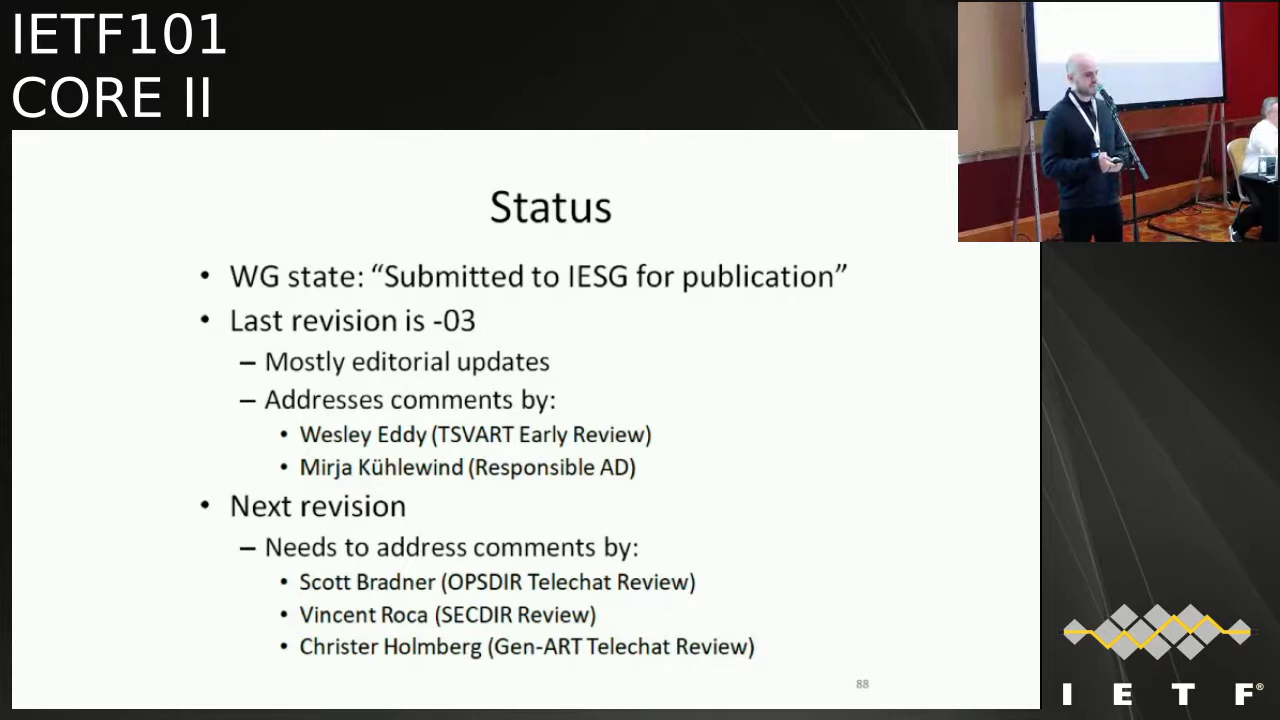 IETF101
CORE II
Status
• WG state: “Submitted to IESG for publication”
• Last revision is -03
– Mostly editorial updates
– Addresses comments by:
• Wesley Eddy (TSVART Early Review)
• Mirja Kühlewind (Responsible AD)
• Next revision
– Needs to address comments by:
• Scott Bradner (OPSDIR Telechat Review)
• Vincent Roca (SECDIR Review)
• Christer Holmberg (Gen-ART Telechat Review)
88
I E T F®